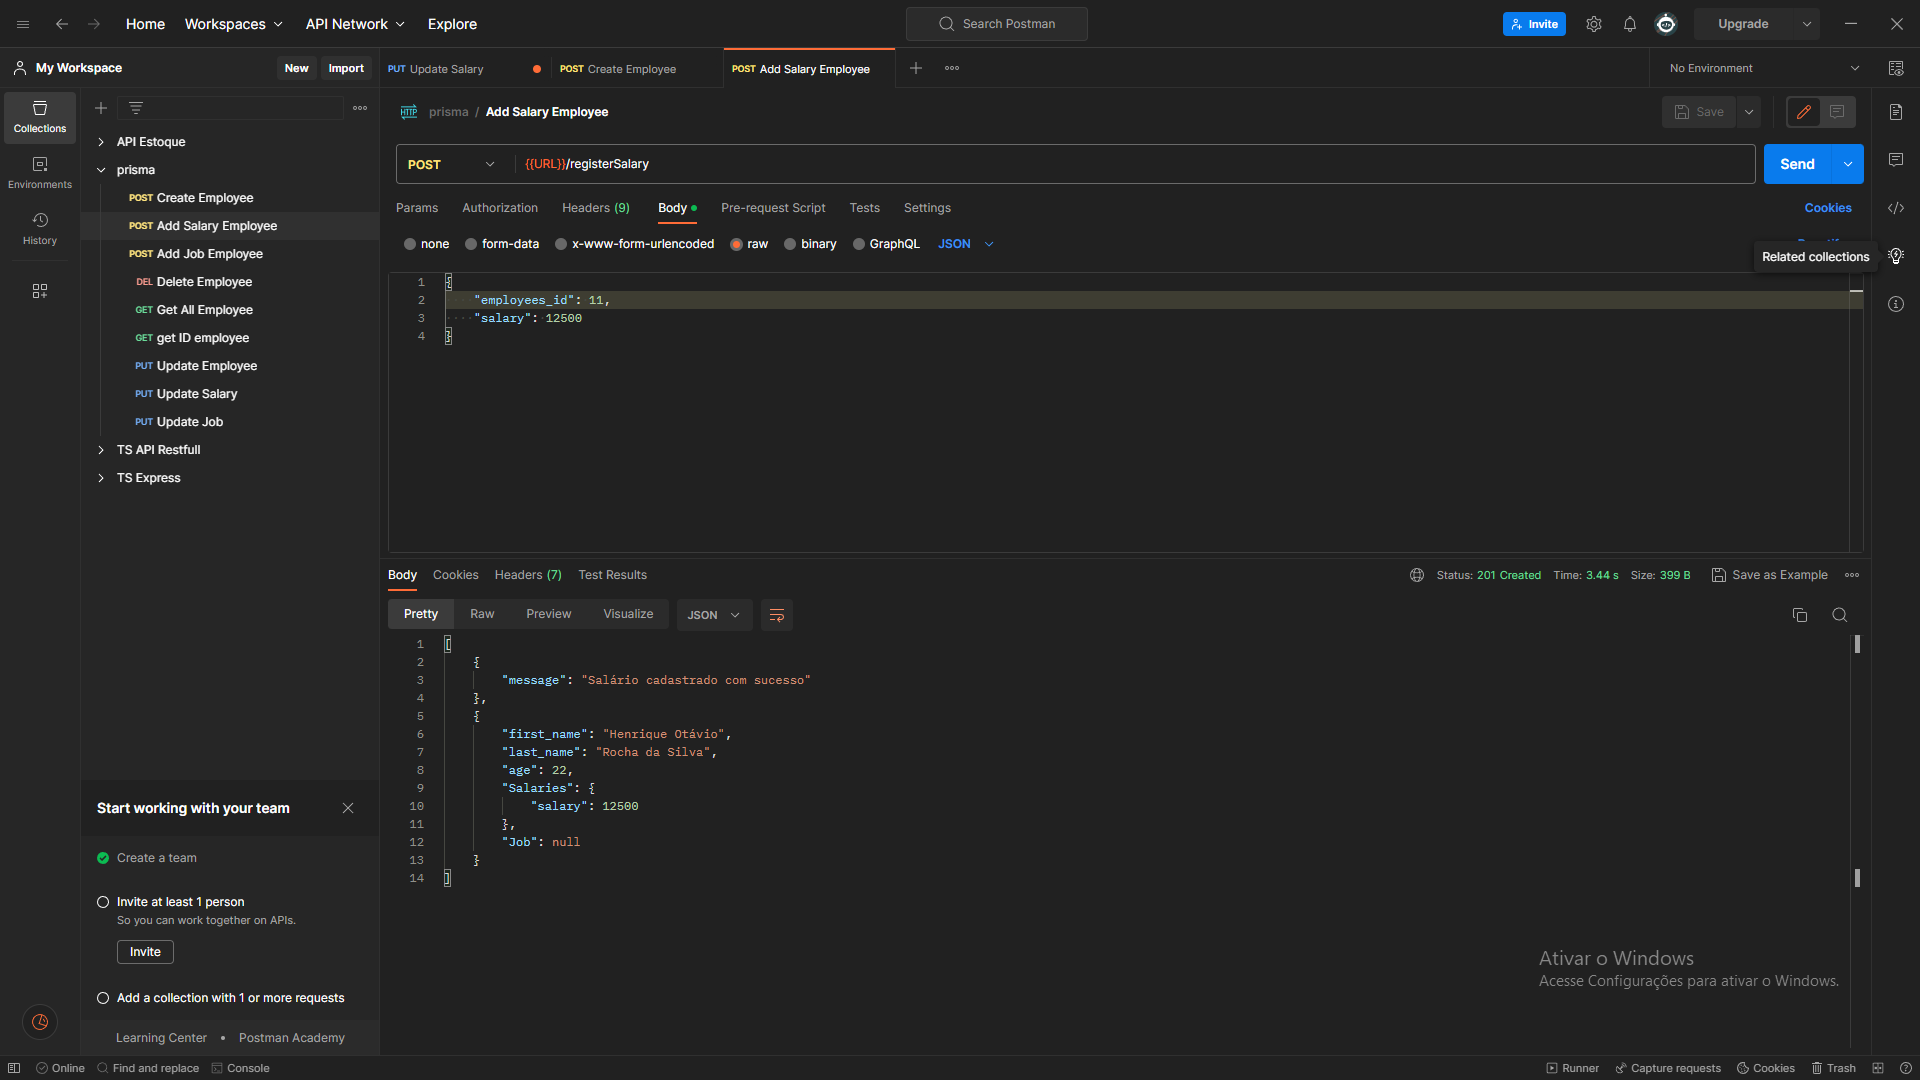 Home Workspaces API Network Explore
Search Postman
Invite Upgrade
My Workspace New Import
PUT Update Salary
POST Create Employee
POST Add Salary Employee
No Environment
Collections
Environments
History
API Estoque
prisma
POST Create Employee
POST Add Salary Employee
POST Add Job Employee
DEL Delete Employee
GET Get All Employee
GET get ID employee
PUT Update Employee
PUT Update Salary
PUT Update Job
TS API Restfull
TS Express
Start working with your team
Create a team
Invite at least 1 person
So you can work together on APIs.
Invite
Add a collection with 1 or more requests
Learning Center • Postman Academy
HTTP prisma / Add Salary Employee
Save
POST {{URL}}/registerSalary
Send
Params Authorization Headers (9) Body Pre-request Script Tests Settings
Cookies
none form-data x-www-form-urlencoded raw binary GraphQL JSON
Related collections
1 {
2 "employees_id": 11,
3 "salary": 12500
4 }
Body Cookies Headers (7) Test Results
Status: 201 Created Time: 3.44 s Size: 399 B Save as Example
Pretty Raw Preview Visualize JSON
1 [
2 {
3 "message": "Salário cadastrado com sucesso"
4 },
5 {
6 "first_name": "Henrique Otávio",
7 "last_name": "Rocha da Silva",
8 "age": 22,
9 "Salaries": {
10 "salary": 12500
11 },
12 "Job": null
13 }
14 ]
Ativar o Windows
Acesse Configurações para ativar o Windows.
Online Find and replace Console
Runner Capture requests Cookies Trash